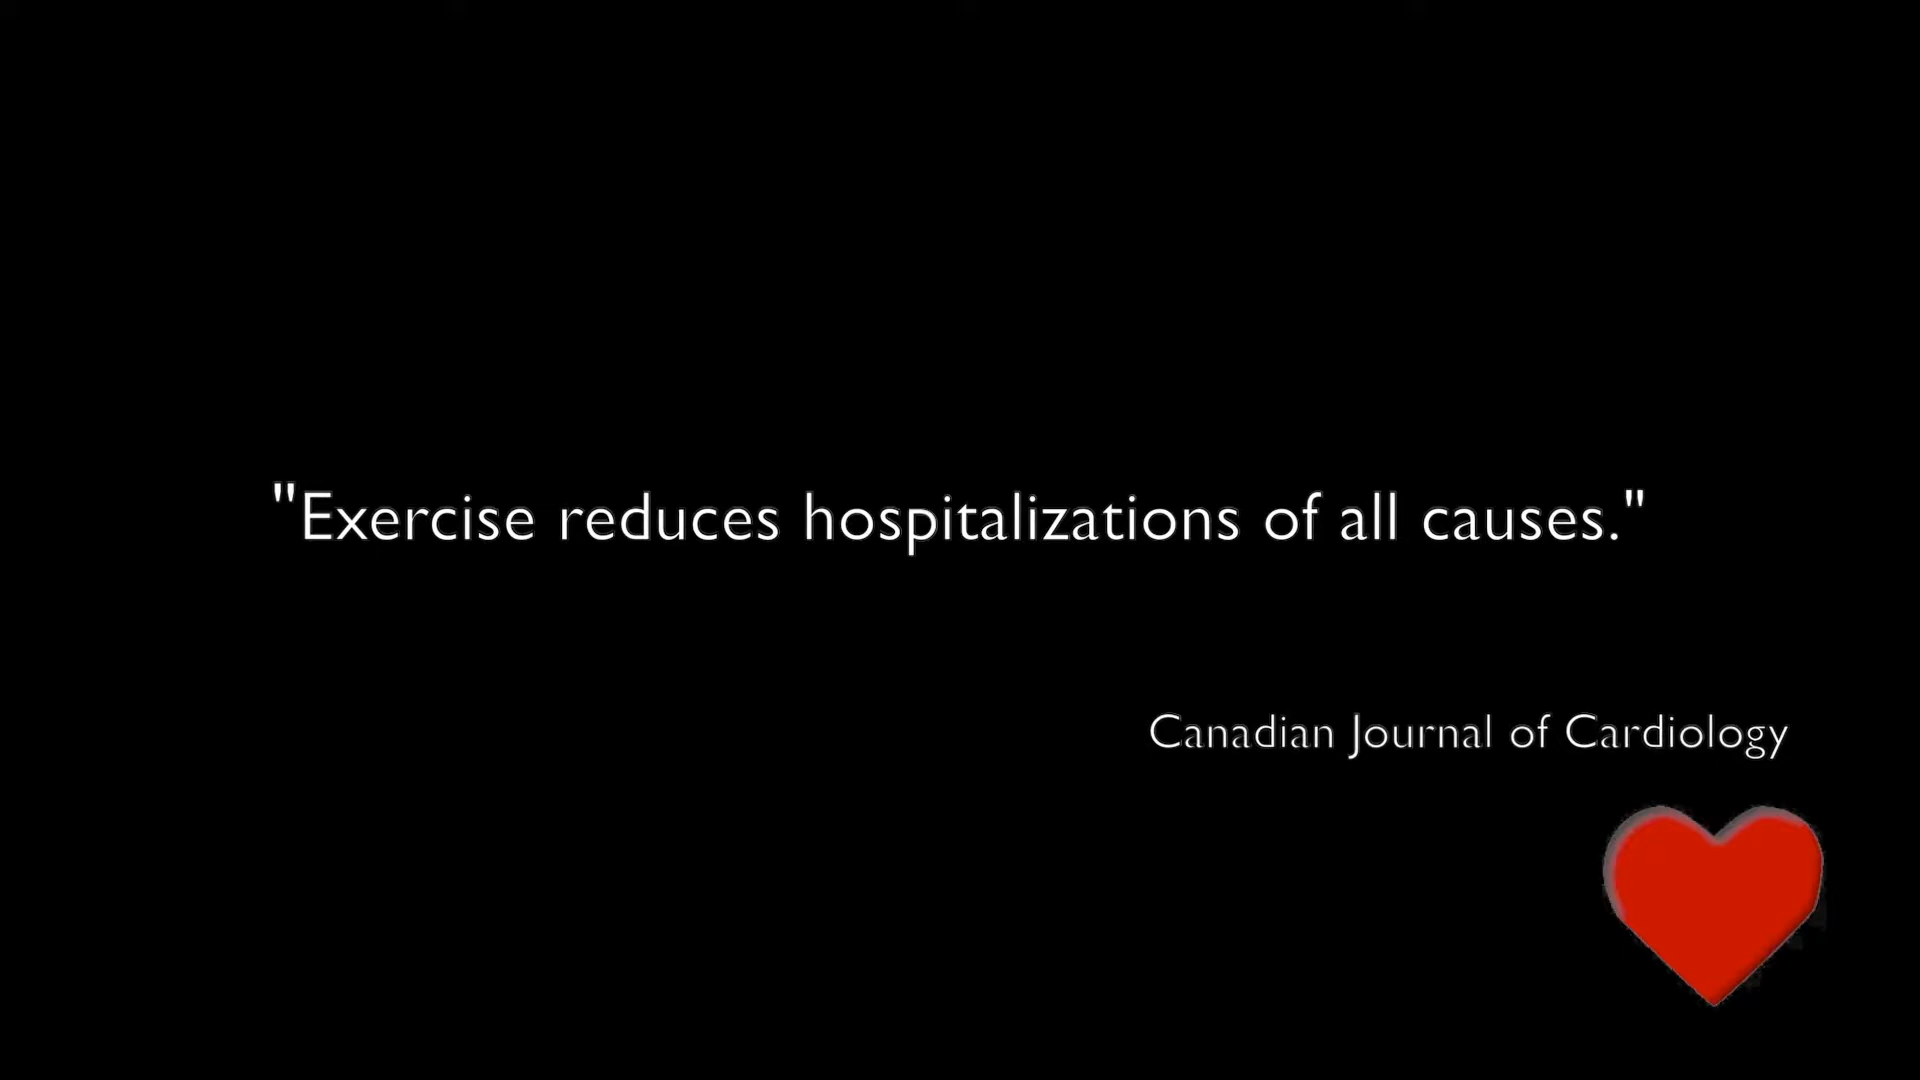 "Exercise reduces hospitalizations of all causes."
Canadian Journal of Cardiology